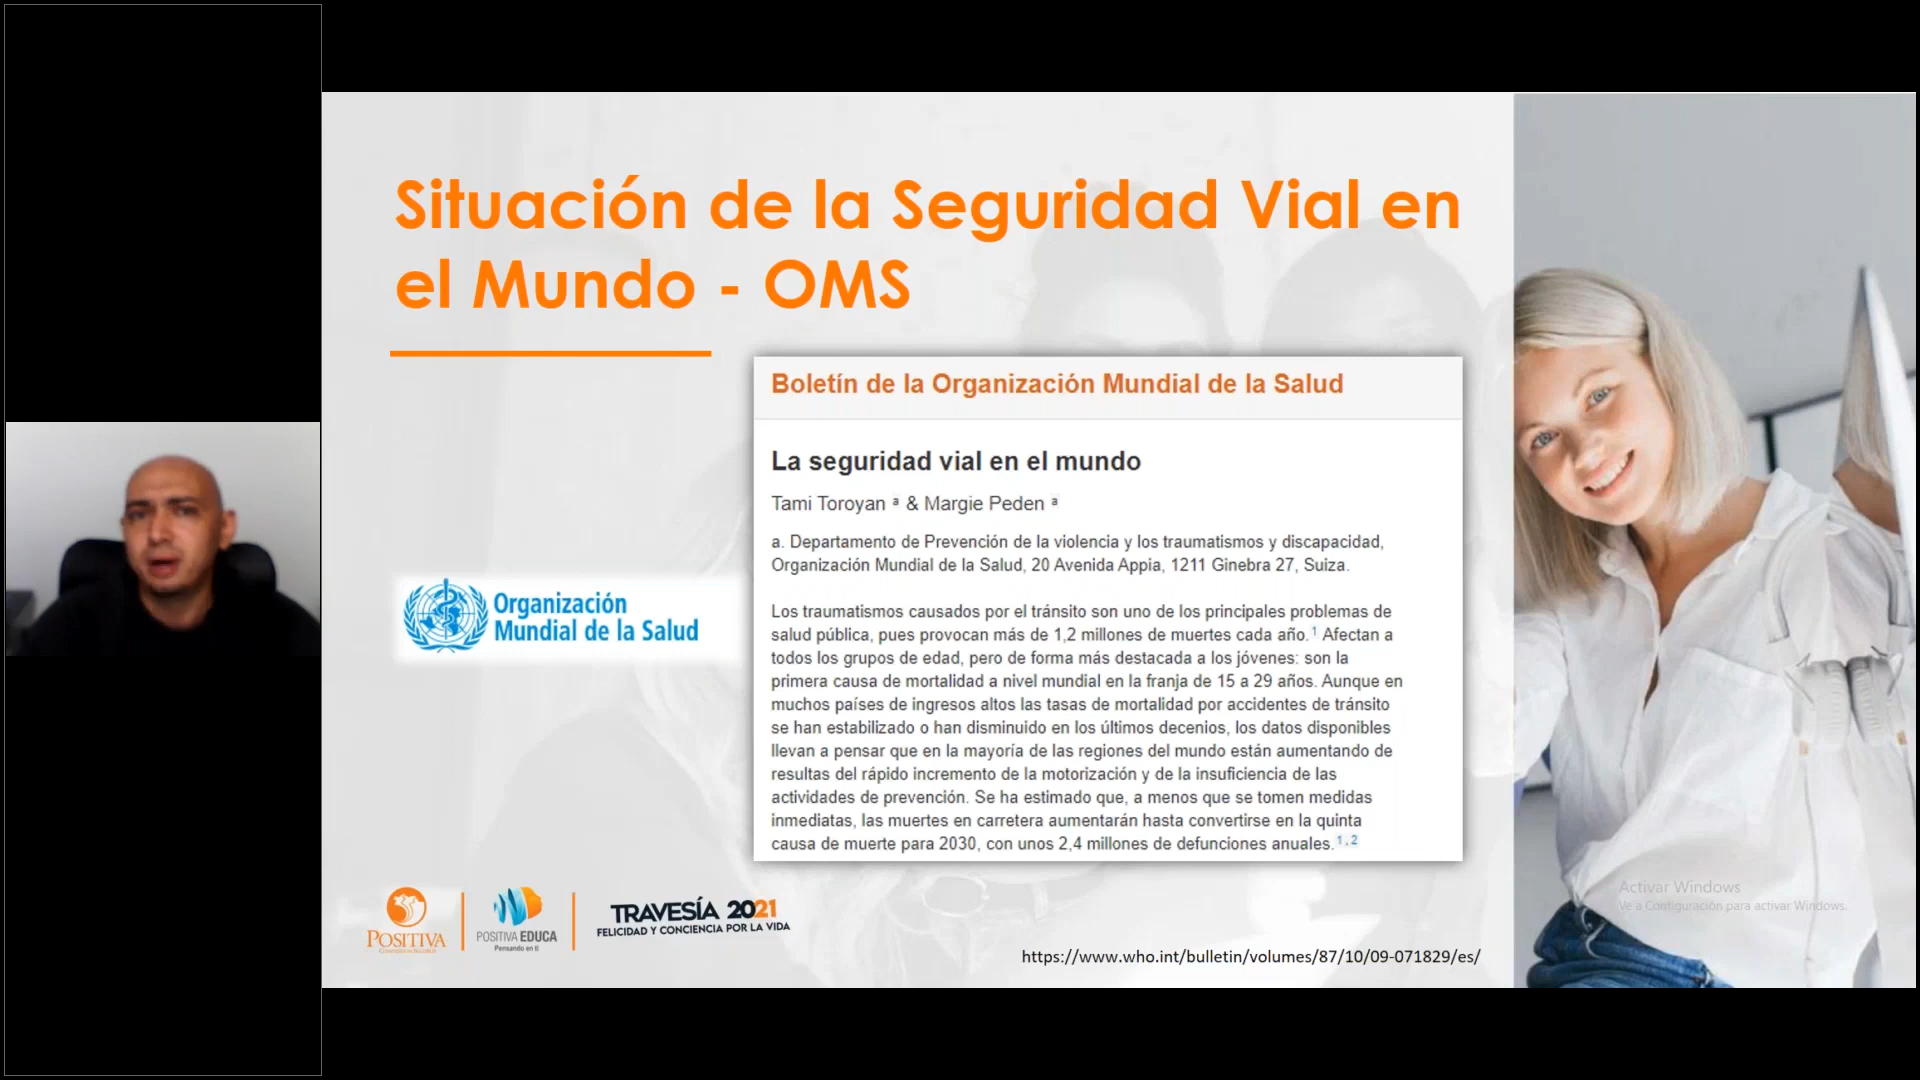 Situación de la Seguridad Vial en
el Mundo - OMS
Boletín de la Organización Mundial de la Salud
La seguridad vial en el mundo
Tami Toroyan ª & Margie Peden ª
a. Departamento de Prevención de la violencia y los traumatismos y discapacidad,
Organización Mundial de la Salud, 20 Avenida Appia, 1211 Ginebra 27, Suiza.
Los traumatismos causados por el tránsito son uno de los principales problemas de
salud pública, pues provocan más de 1,2 millones de muertes cada año.¹ Afectan a
todos los grupos de edad, pero de forma más destacada a los jóvenes: son la
primera causa de mortalidad a nivel mundial en la franja de 15 a 29 años. Aunque en
muchos países de ingresos altos las tasas de mortalidad por accidentes de tránsito
se han estabilizado o han disminuido en los últimos decenios, los datos disponibles
llevan a pensar que en la mayoría de las regiones del mundo están aumentando de
resultas del rápido incremento de la motorización y de la insuficiencia de las
actividades de prevención. Se ha estimado que, a menos que se tomen medidas
inmediatas, las muertes en carretera aumentarán hasta convertirse en la quinta
causa de muerte para 2030, con unos 2,4 millones de defunciones anuales.¹,²
Organización
Mundial de la Salud
POSITIVA
POSITIVA EDUCA
Pensando en ti
TRAVESÍA 2021
FELICIDAD Y CONCIENCIA POR LA VIDA
https://www.who.int/bulletin/volumes/87/10/09-071829/es/
Activar Windows
Ve a Configuración para activar Windows.